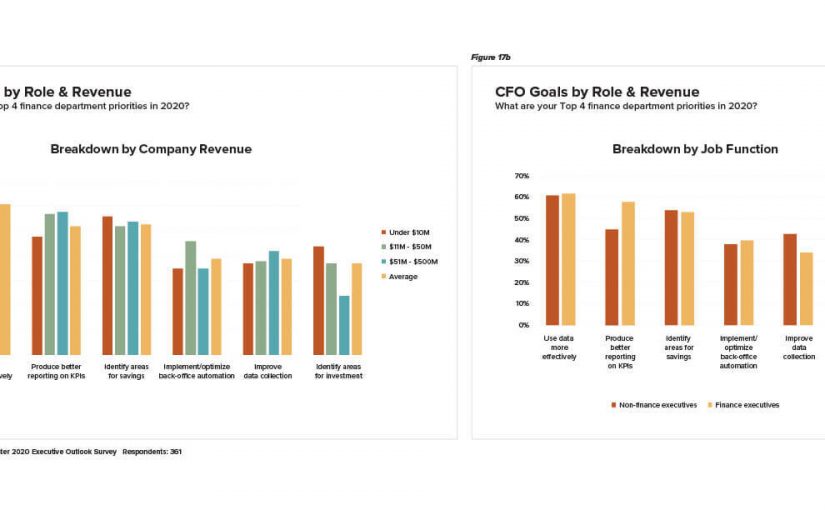 by Role & Revenue
op 4 finance department priorities in 2020?
Breakdown by Company Revenue
Under $10M
$11M - $50M
$51M - $500M
Average
vely
Produce better
reporting on KPIs
Identify areas
for savings
Implement/optimize
back-office automation
Improve
data collection
Identify areas
for investment
ter 2020 Executive Outlook Survey Respondents: 361
Figure 17b
CFO Goals by Role & Revenue
What are your Top 4 finance department priorities in 2020?
Breakdown by Job Function
70%
60%
50%
40%
30%
20%
10%
0%
Use data
more
effectively
Produce
better
reporting
on KPIs
Identify
areas for
savings
Implement/
optimize
back-office
automation
Improve
data
collection
Non-finance executives
Finance executives